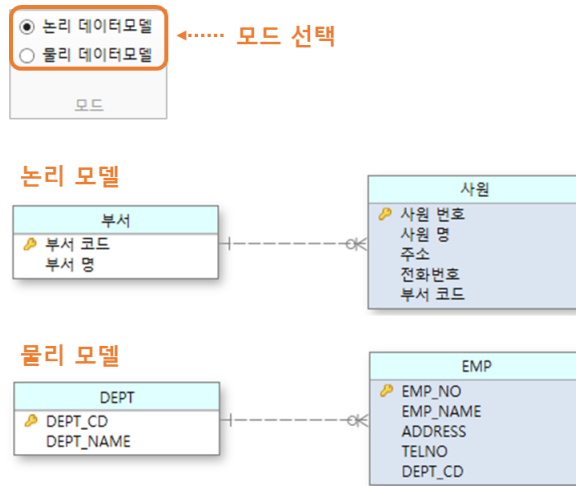 논리 데이터모델
물리 데이터모델
모드
모드 선택
논리 모델
부서
부서 코드
부서 명
사원
사원 번호
사원 명
주소
전화번호
부서 코드
물리 모델
DEPT
DEPT_CD
DEPT_NAME
EMP
EMP_NO
EMP_NAME
ADDRESS
TELNO
DEPT_CD